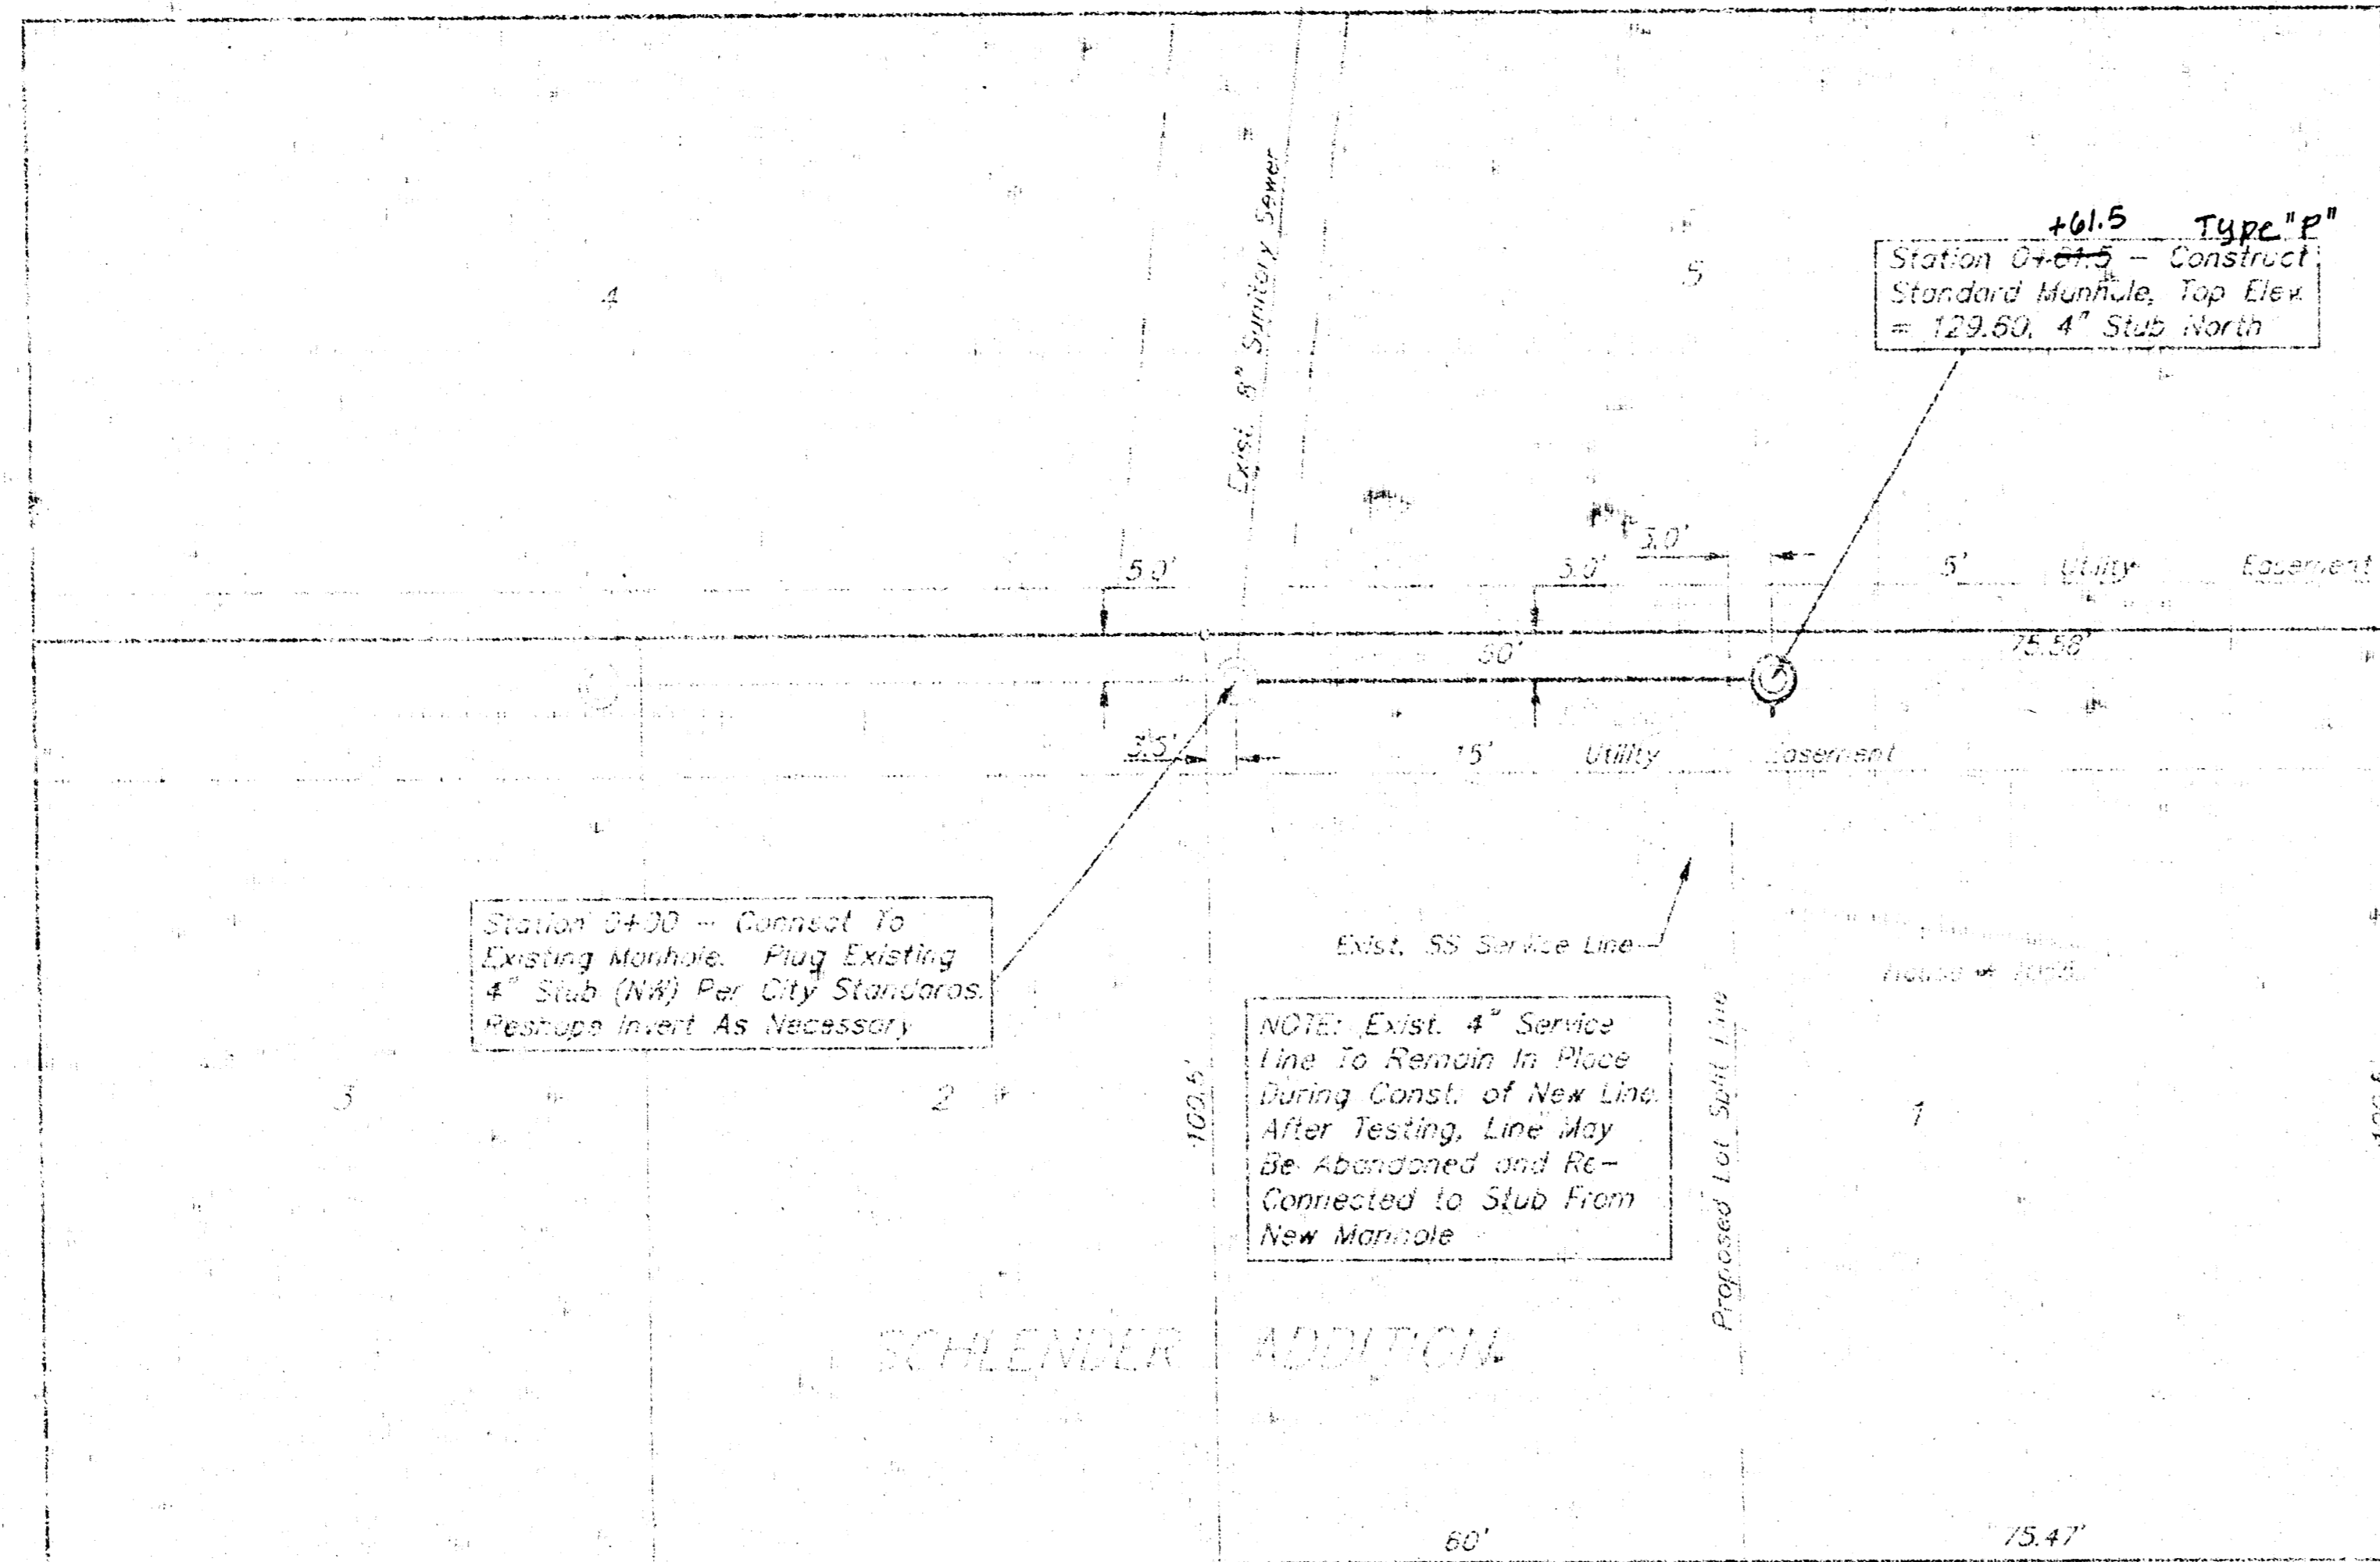 +61.5 Type "P"
Station 0+61.5 - Construct
Standard Manhole, Top Elev.
= 129.60, 4" Stub North
Exist. 8" Sanitary Sewer
4
5
5.0'
5.0'
5.0'
5' Utility Easement
60'
75.56'
3.5'
15' Utility Easement
Station 0+00 - Connect To
Existing Manhole. Plug Existing
4" Stub (NW) Per City Standards.
Reshape Invert As Necessary
Exist. SS Service Line
House
NOTE: Exist. 4" Service
Line To Remain In Place
During Const. of New Line.
After Testing, Line May
Be Abandoned and Re-
Connected to Stub From
New Manhole
3
2
100.5'
Proposed Lot Split Line
1
SCHLENDER ADDITION
60'
75.47'